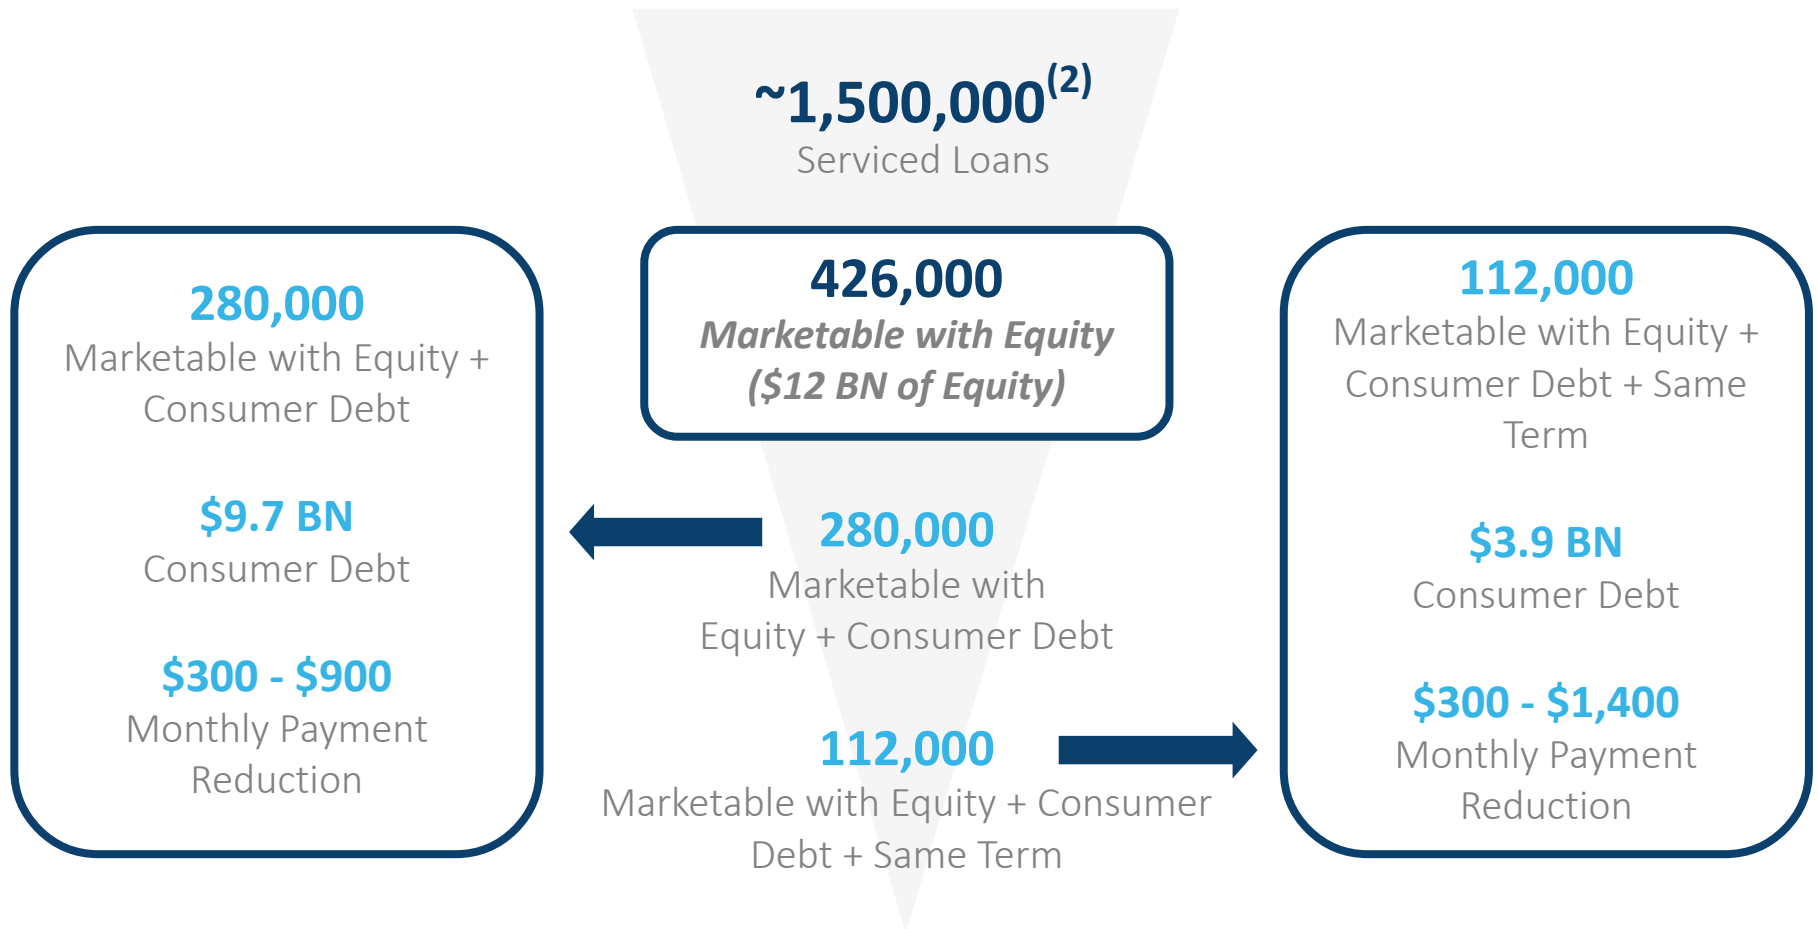 ~1,500,000(2)
Serviced Loans
426,000
Marketable with Equity
($12 BN of Equity)
280,000
Marketable with
Equity + Consumer Debt
112,000
Marketable with Equity + Consumer
Debt + Same Term
280,000
Marketable with Equity +
Consumer Debt
$9.7 BN
Consumer Debt
$300 - $900
Monthly Payment
Reduction
112,000
Marketable with Equity +
Consumer Debt + Same
Term
$3.9 BN
Consumer Debt
$300 - $1,400
Monthly Payment
Reduction